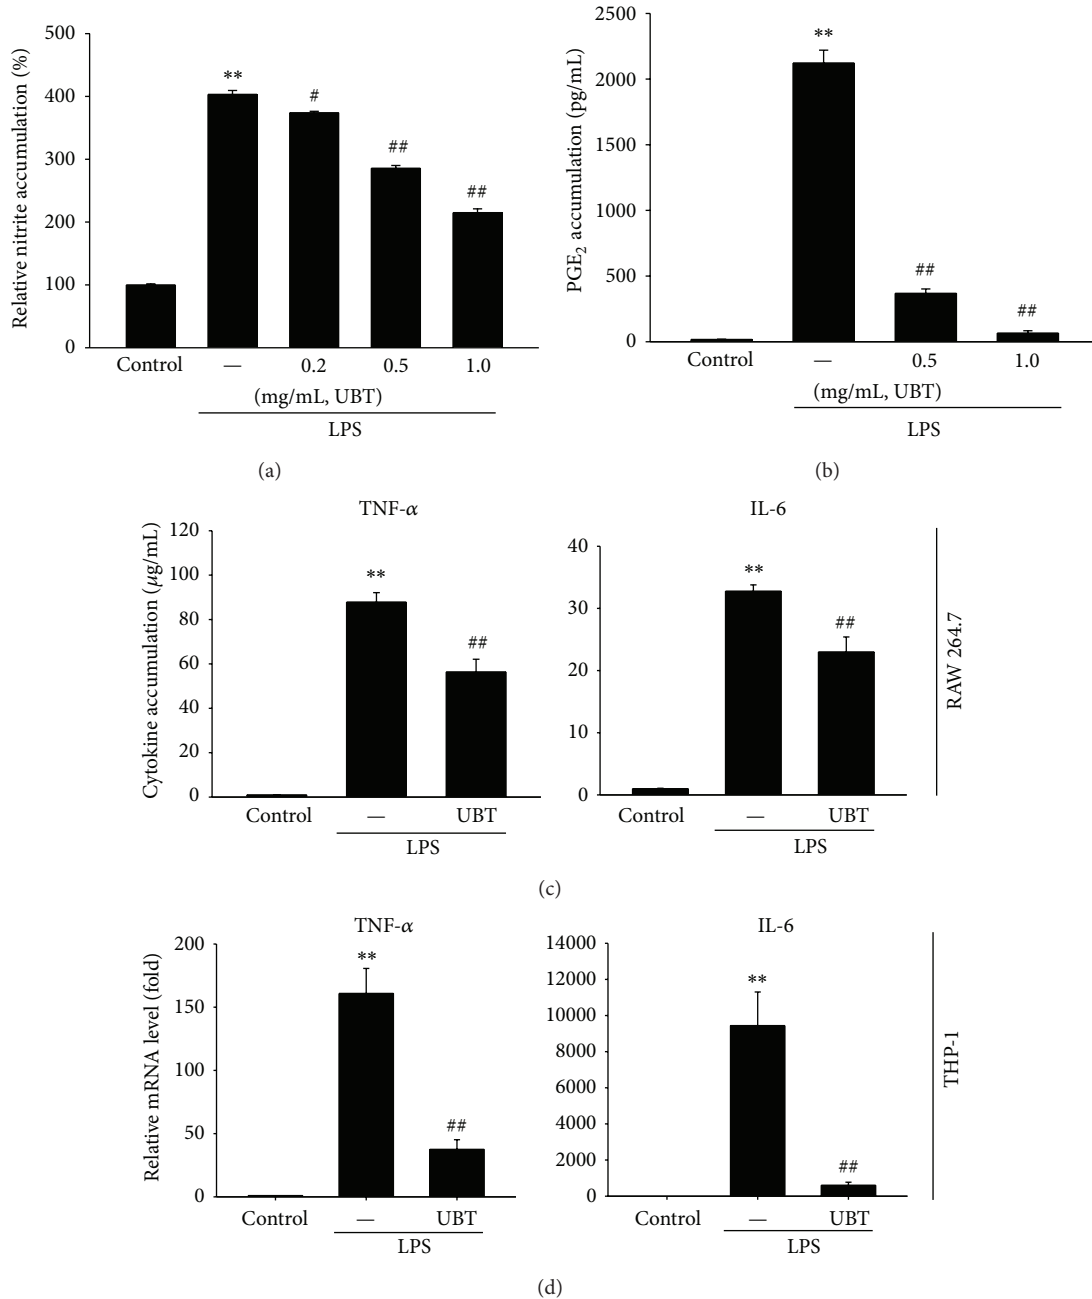 Relative nitrite accumulation (%)
500
400
300
200
100
0
**
#
##
##
Control — 0.2 0.5 1.0
(mg/mL, UBT)
LPS
(a)
PGE2 accumulation (pg/mL)
2500
2000
1500
1000
500
0
**
##
##
Control — 0.5 1.0
(mg/mL, UBT)
LPS
(b)
TNF-α
Cytokine accumulation (μg/mL)
120
100
80
60
40
20
0
**
##
Control — UBT
LPS
IL-6
40
30
20
10
0
**
##
Control — UBT
LPS
RAW 264.7
(c)
TNF-α
Relative mRNA level (fold)
200
150
100
50
0
**
##
Control — UBT
LPS
IL-6
14000
12000
10000
8000
6000
4000
2000
0
**
##
Control — UBT
LPS
THP-1
(d)